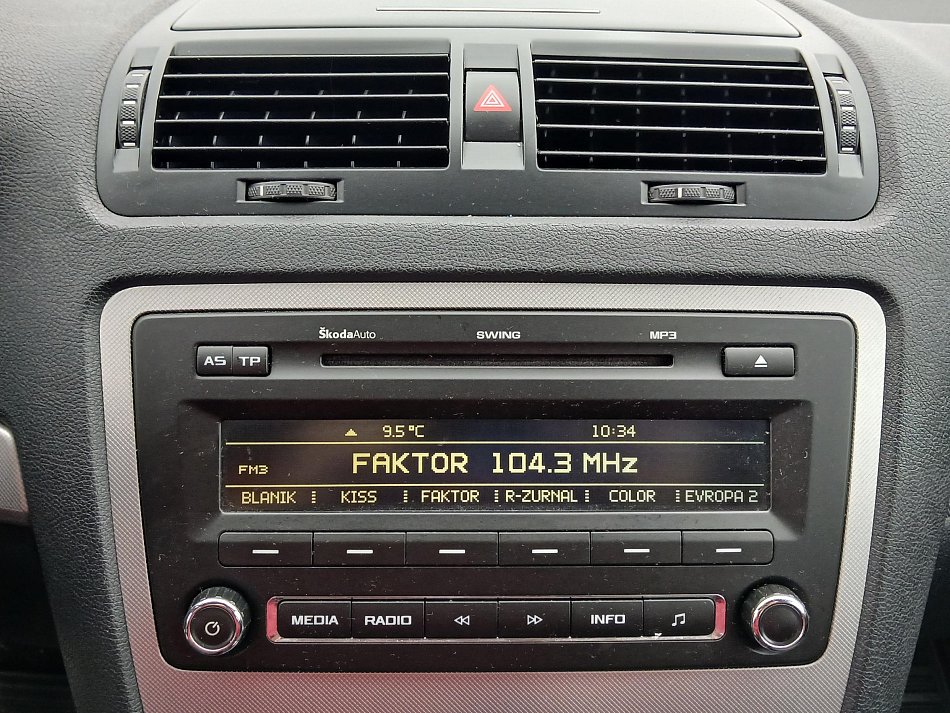 ŠkodaAuto SWING MP3
AS TP
9.5°C 10:34
FM3 FAKTOR 104.3 MHz
BLANIK KISS FAKTOR R-ZURNAL COLOR EVROPA 2
MEDIA RADIO INFO